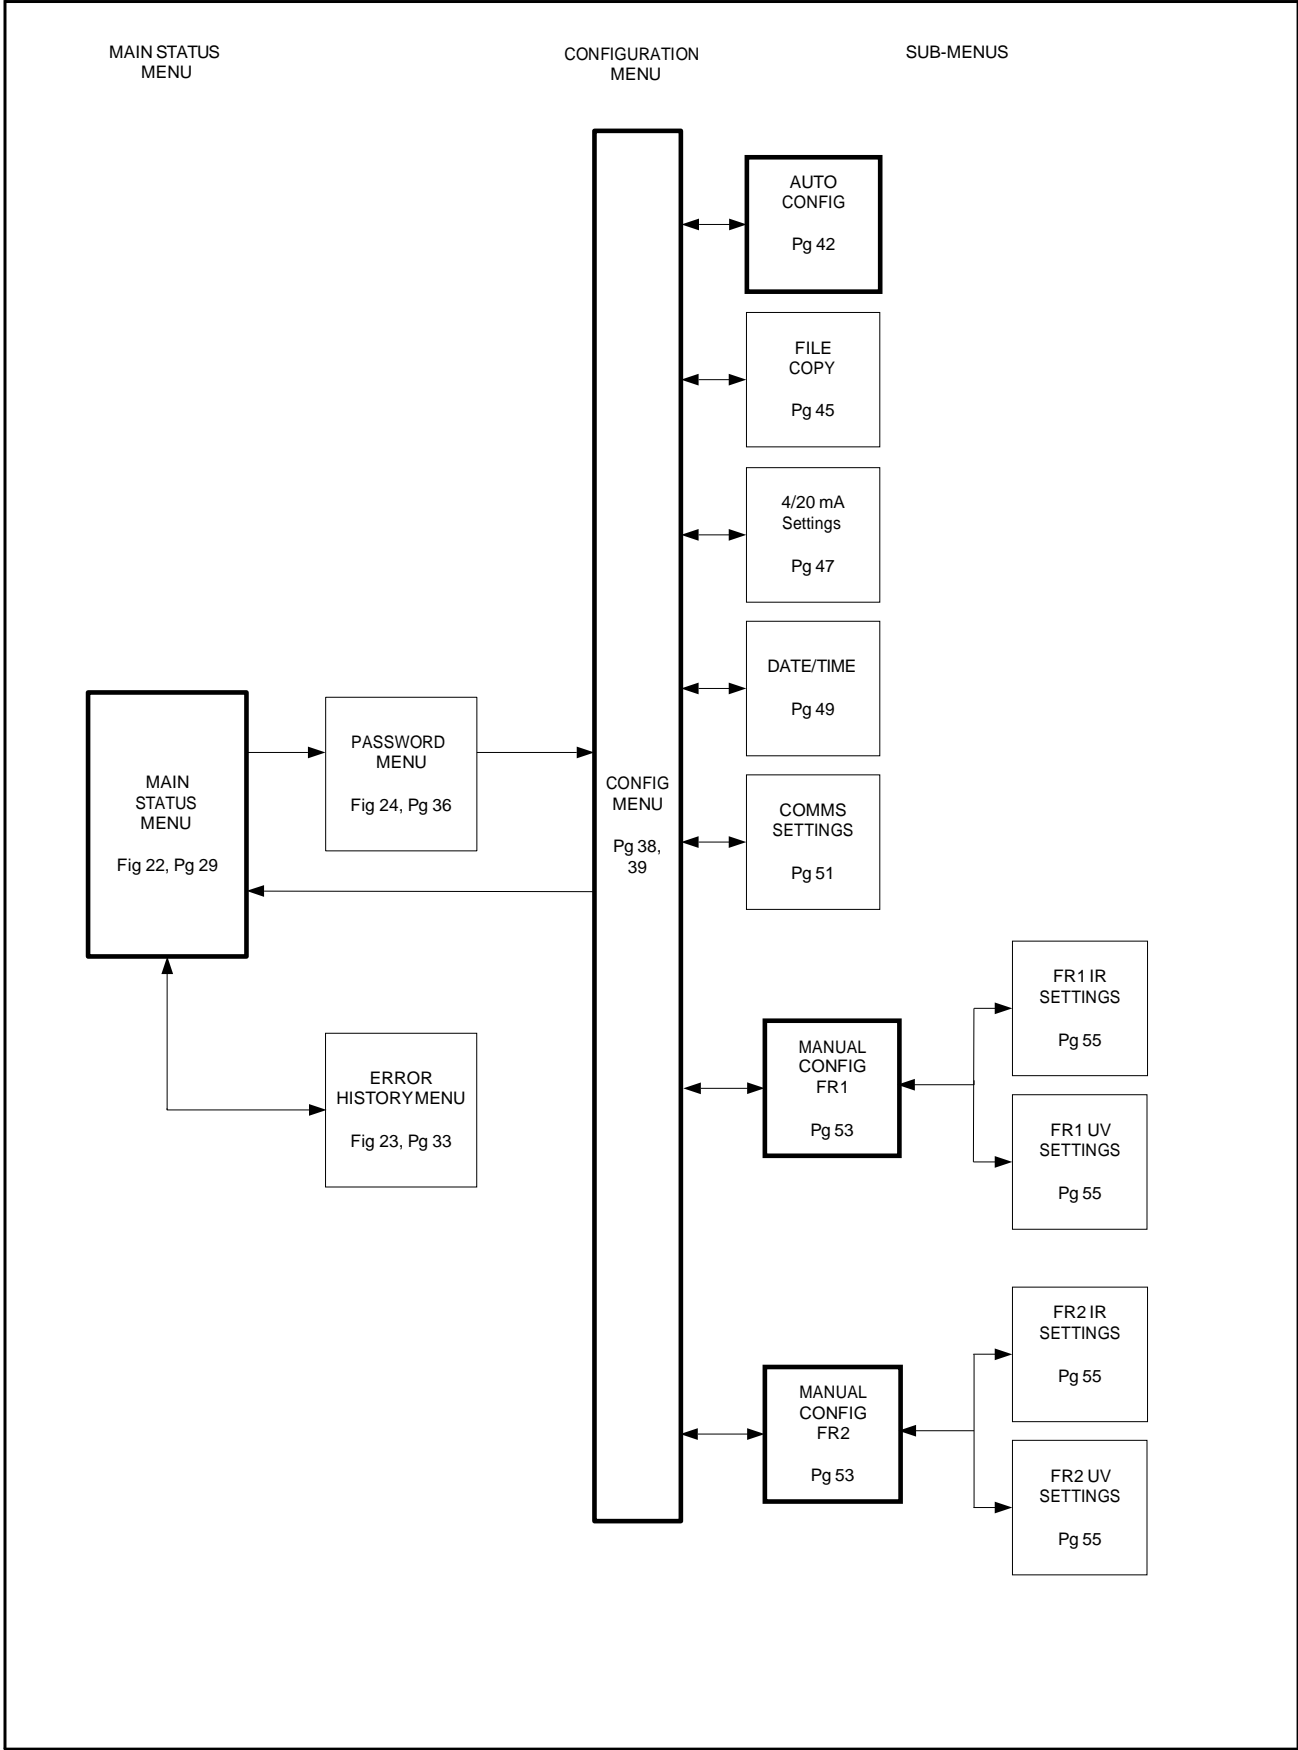 MAIN STATUS
MENU
CONFIGURATION
MENU
SUB-MENUS
AUTO
CONFIG
Pg 42
FILE
COPY
Pg 45
4/20 mA
Settings
Pg 47
DATE/TIME
Pg 49
COMMS
SETTINGS
Pg 51
MAIN
STATUS
MENU
Fig 22, Pg 29
PASSWORD
MENU
Fig 24, Pg 36
CONFIG
MENU
Pg 38,
39
ERROR
HISTORY MENU
Fig 23, Pg 33
MANUAL
CONFIG
FR1
Pg 53
FR1 IR
SETTINGS
Pg 55
FR1 UV
SETTINGS
Pg 55
MANUAL
CONFIG
FR2
Pg 53
FR2 IR
SETTINGS
Pg 55
FR2 UV
SETTINGS
Pg 55